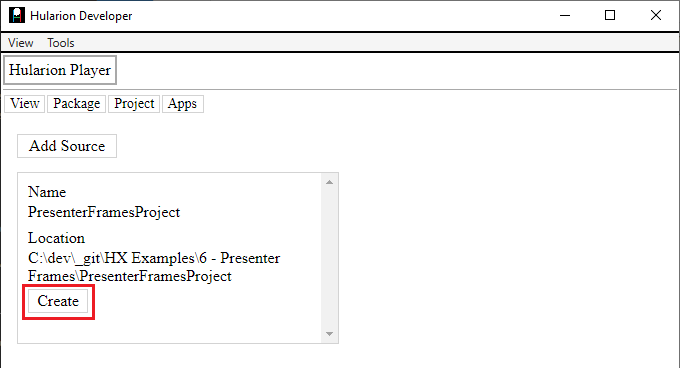 Hularion Developer
View Tools
Hularion Player
View Package Project Apps
Add Source
Name
PresenterFramesProject
Location
C:\dev\_git\HX Examples\6 - Presenter
Frames\PresenterFramesProject
Create